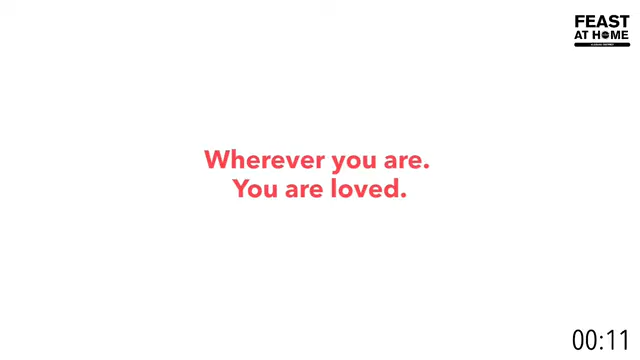 FEAST
AT HOME
Wherever you are.
You are loved.
00:11